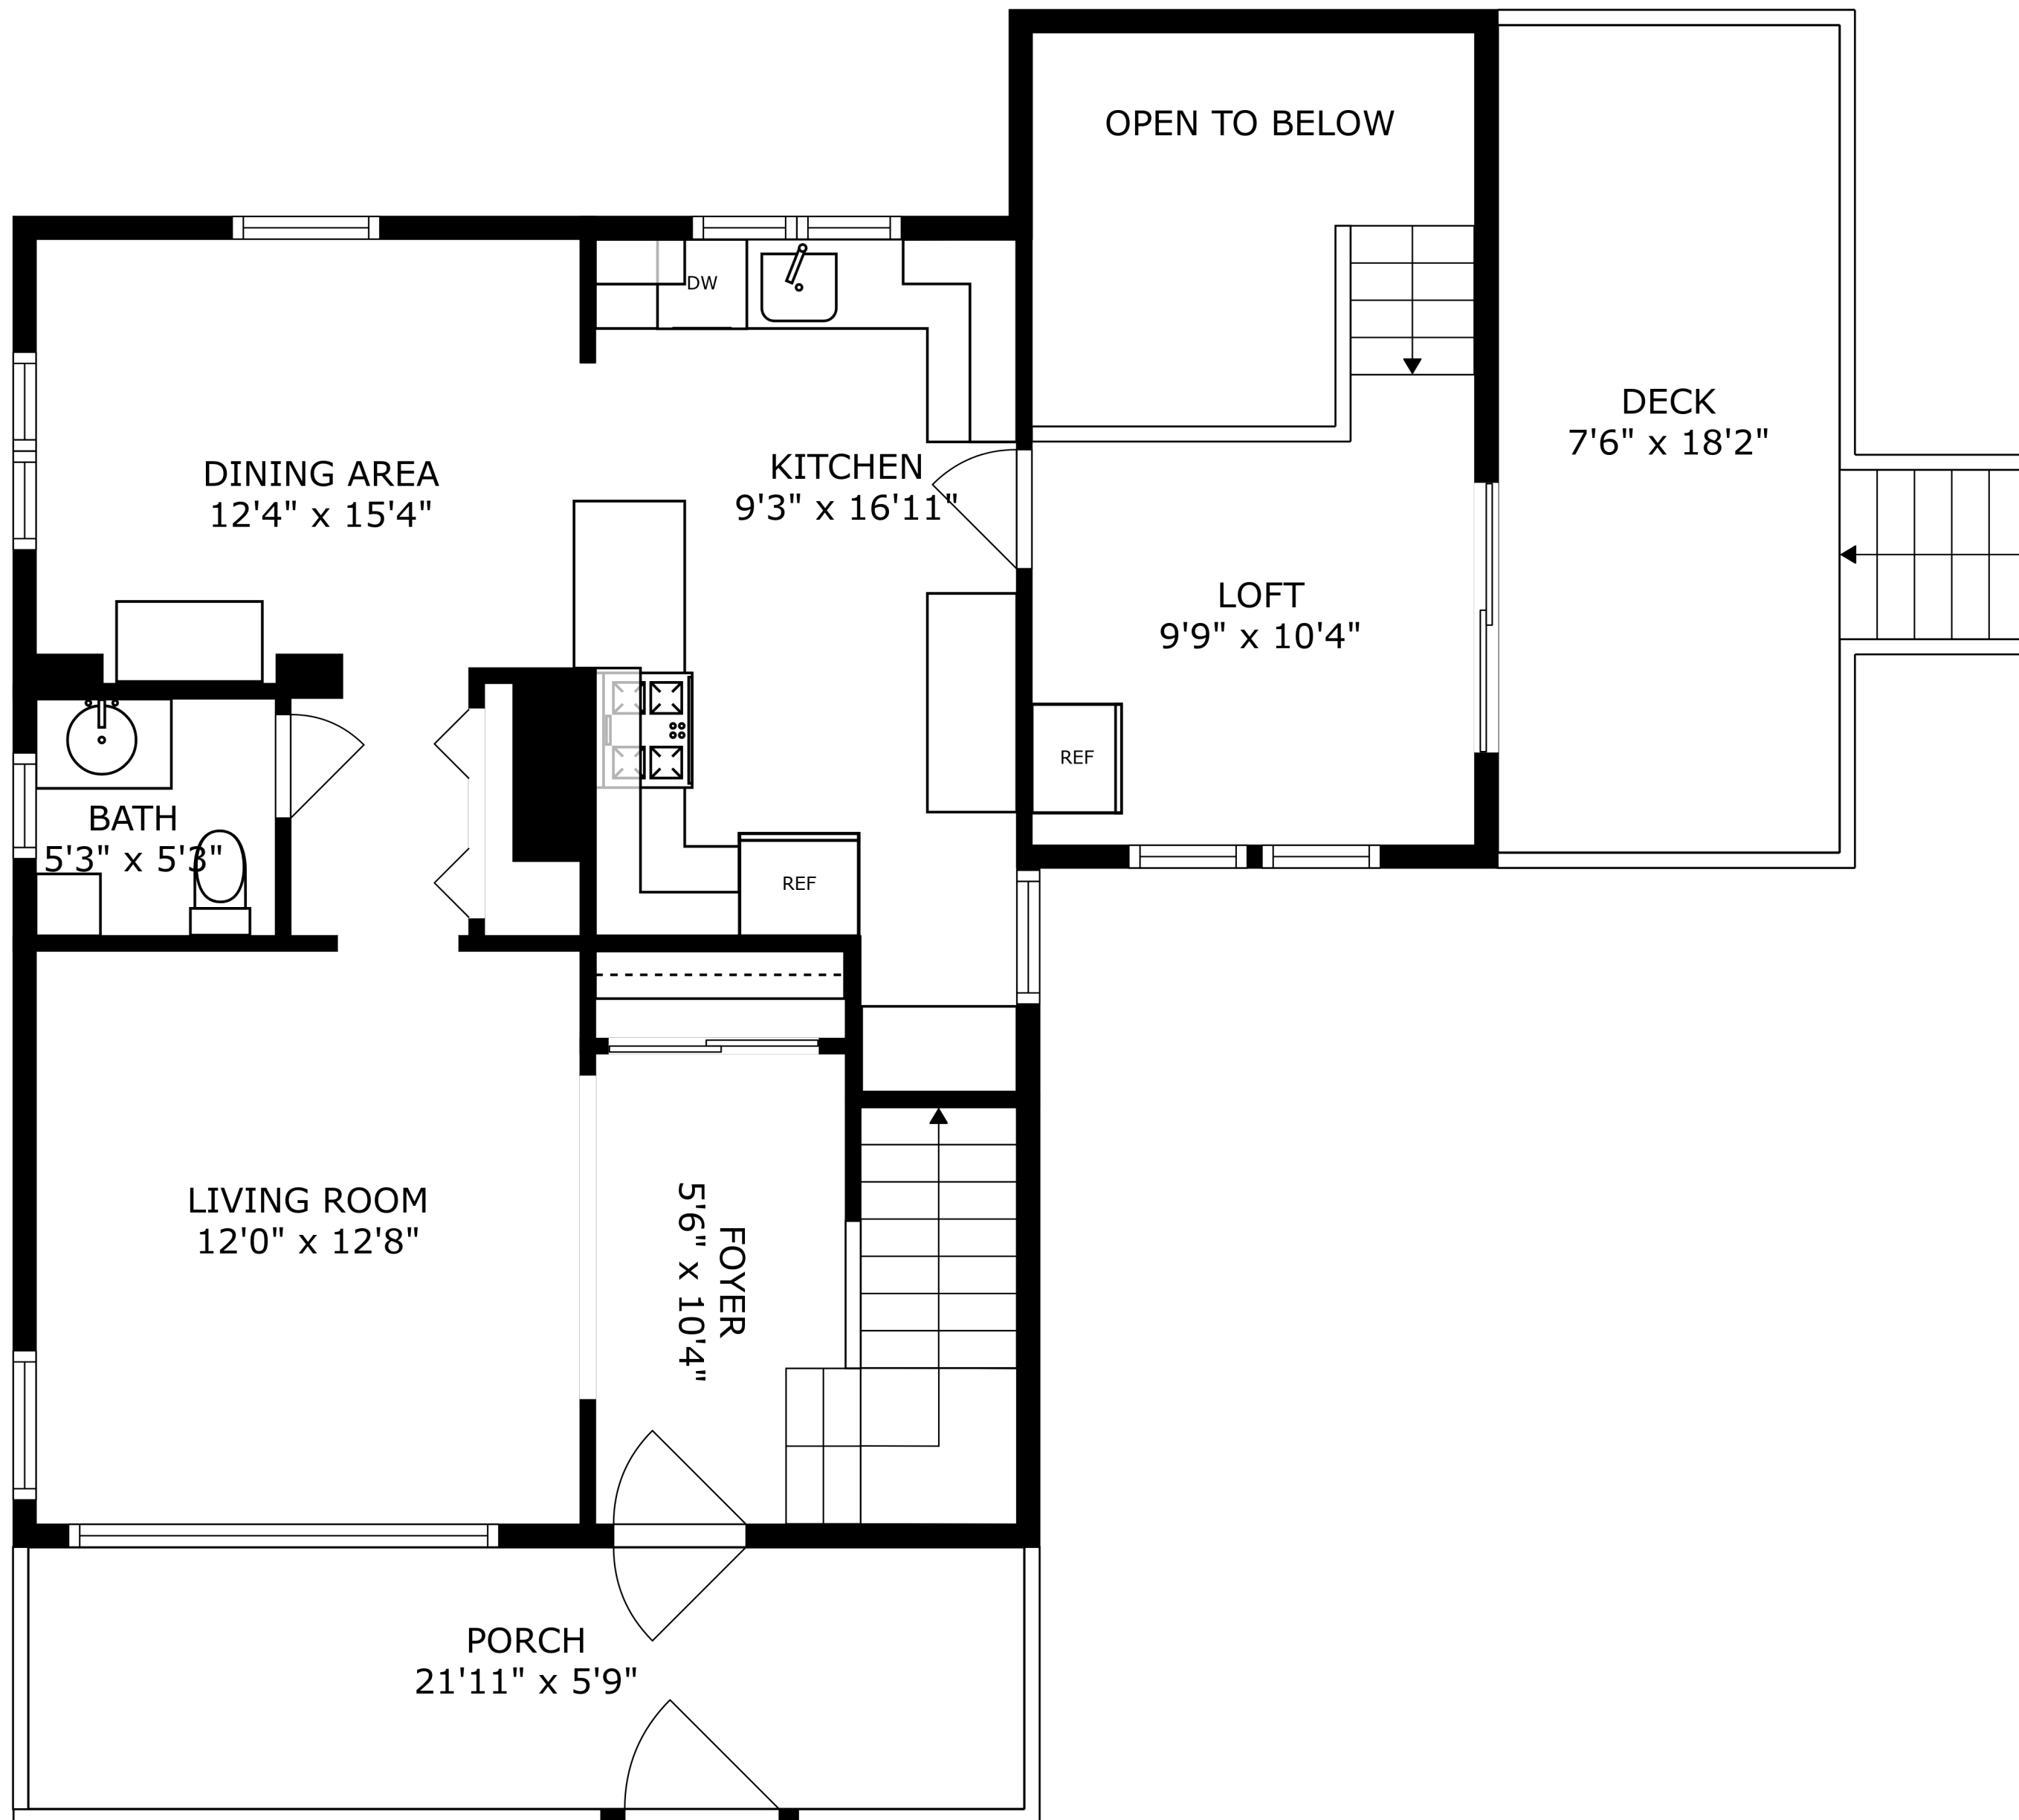 OPEN TO BELOW
DW
DECK
7'6" x 18'2"
DINING AREA
12'4" x 15'4"
KITCHEN
9'3" x 16'11"
LOFT
9'9" x 10'4"
REF
BATH
5'3" x 5'3"
REF
LIVING ROOM
12'0" x 12'8"
FOYER
5'6" x 10'4"
PORCH
21'11" x 5'9"